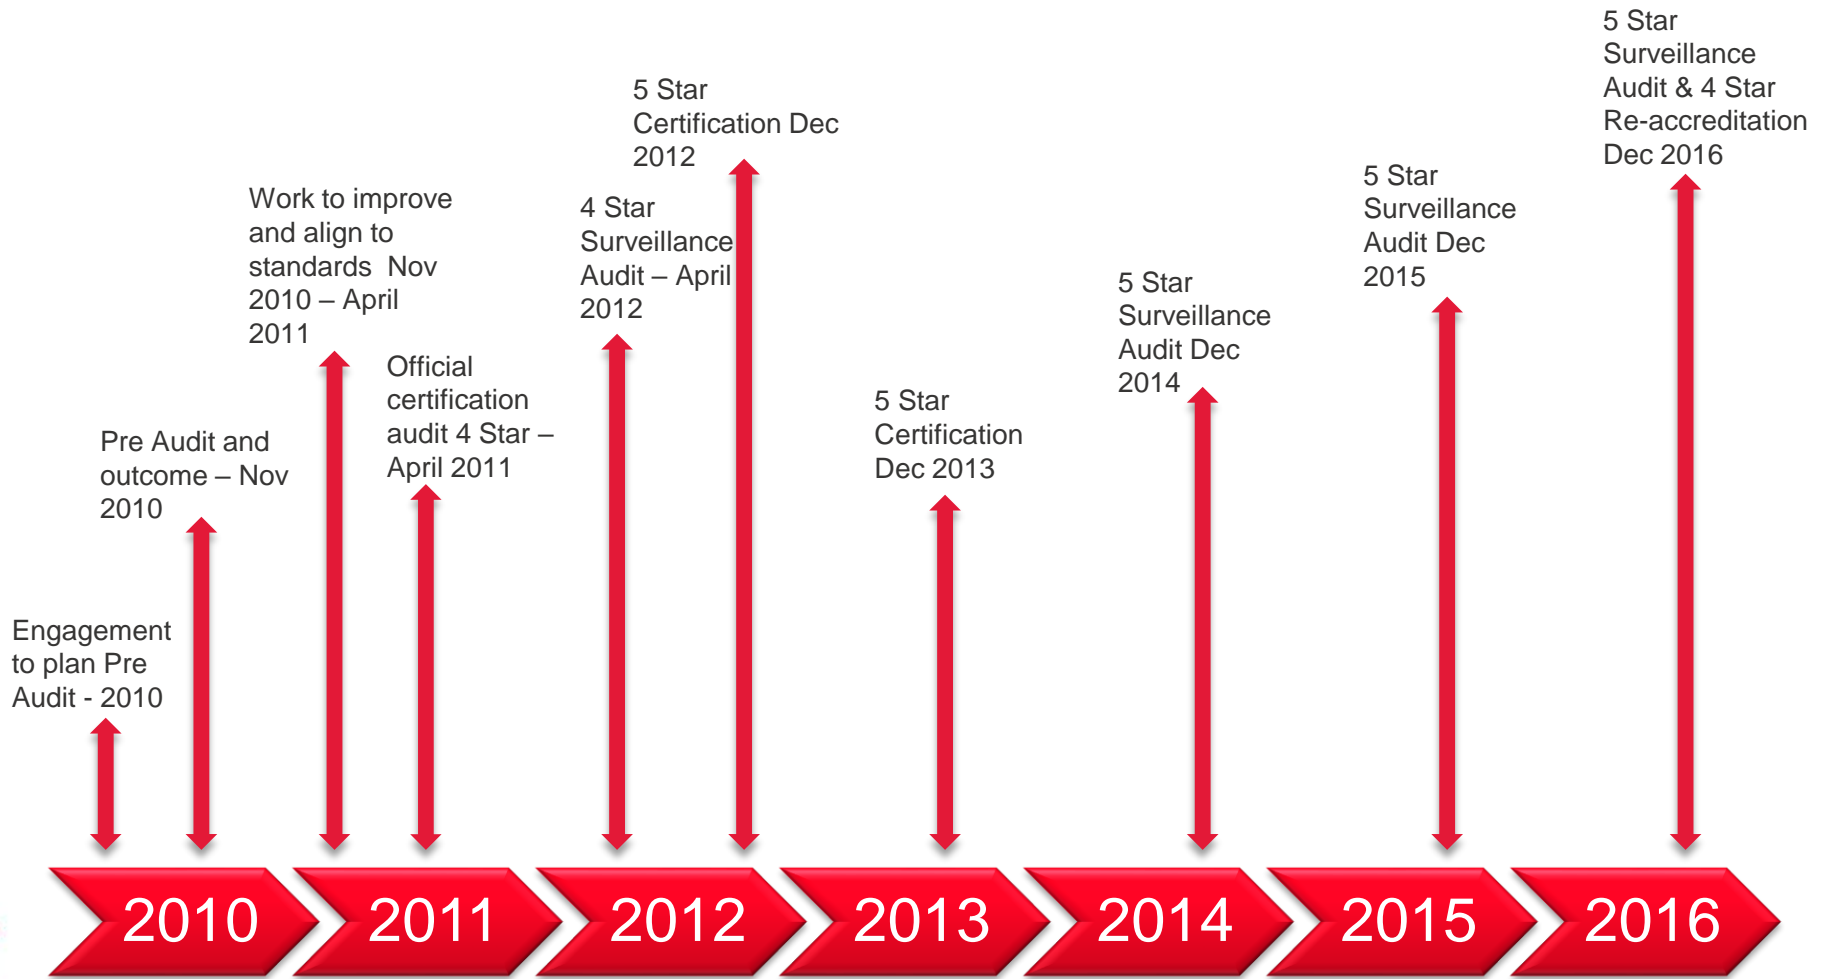 Engagement
to plan Pre
Audit - 2010
Pre Audit and
outcome – Nov
2010
Work to improve
and align to
standards  Nov
2010 – April
2011
Official
certification
audit 4 Star –
April 2011
4 Star
Surveillance
Audit – April
2012
5 Star
Certification Dec
2012
5 Star
Certification
Dec 2013
5 Star
Surveillance
Audit Dec
2014
5 Star
Surveillance
Audit Dec
2015
5 Star
Surveillance
Audit & 4 Star
Re-accreditation
Dec 2016
2010
2011
2012
2013
2014
2015
2016